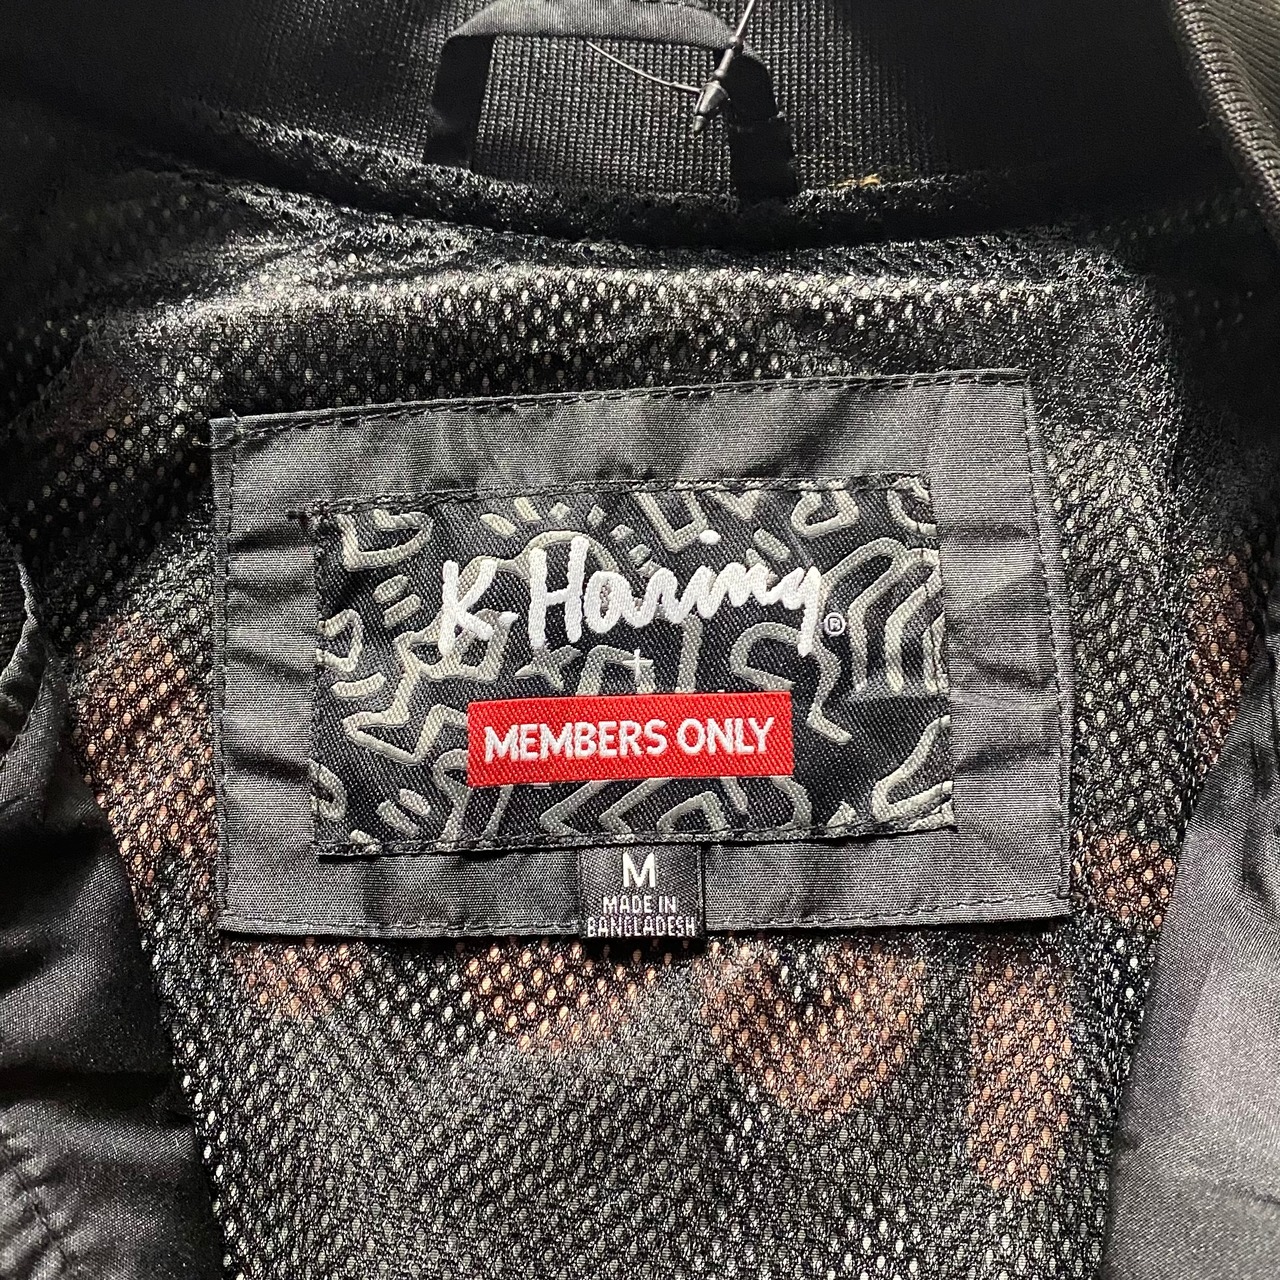 K. Haring®
+
MEMBERS ONLY
M
MADE IN
BANGLADESH